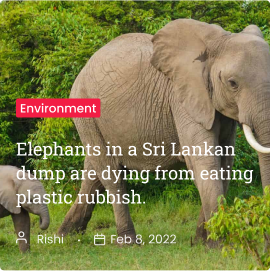 Environment
Elephants in a Sri Lankan
dump are dying from eating
plastic rubbish.
Rishi . Feb 8, 2022